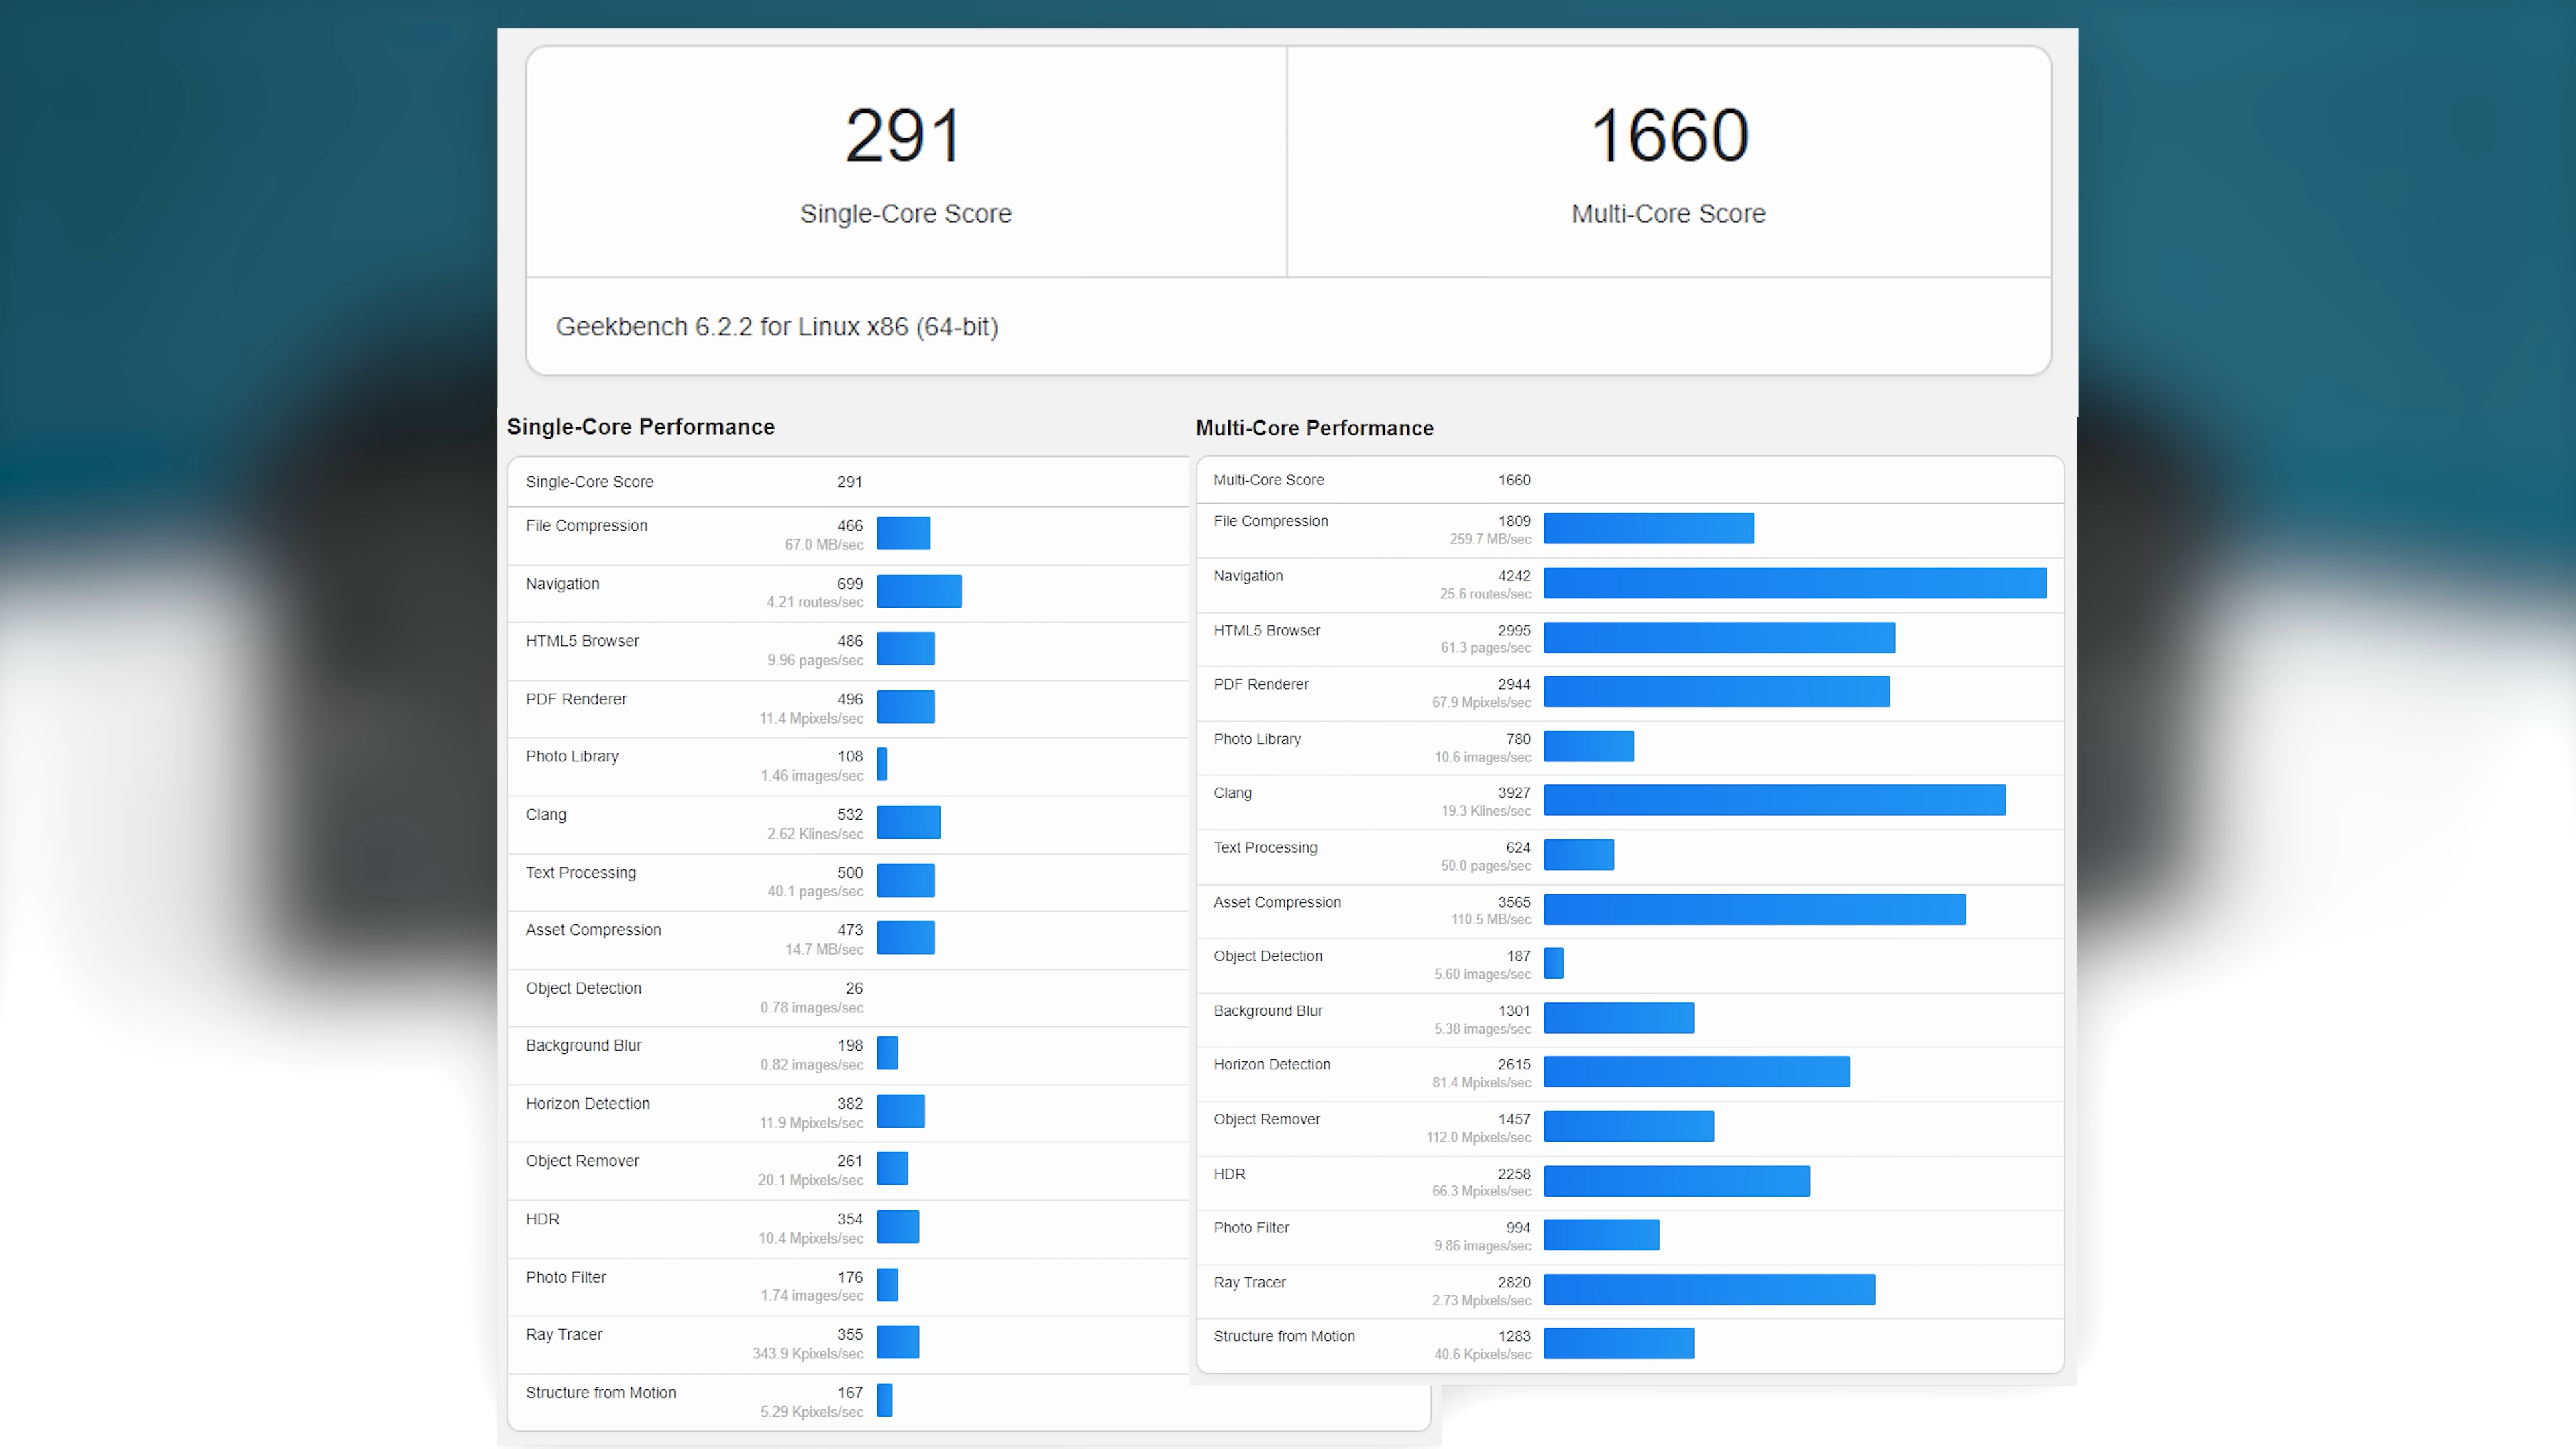 291
Single-Core Score
1660
Multi-Core Score
Geekbench 6.2.2 for Linux x86 (64-bit)
Single-Core Performance
Single-Core Score 291
File Compression 466
67.0 MB/sec
Navigation 699
4.21 routes/sec
HTML5 Browser 486
9.96 pages/sec
PDF Renderer 496
11.4 Mpixels/sec
Photo Library 108
1.46 images/sec
Clang 532
2.62 Klines/sec
Text Processing 500
40.1 pages/sec
Asset Compression 473
14.7 MB/sec
Object Detection 26
0.78 images/sec
Background Blur 198
0.82 images/sec
Horizon Detection 382
11.9 Mpixels/sec
Object Remover 261
20.1 Mpixels/sec
HDR 354
10.4 Mpixels/sec
Photo Filter 176
1.74 images/sec
Ray Tracer 355
343.9 Kpixels/sec
Structure from Motion 167
5.29 Kpixels/sec
Multi-Core Performance
Multi-Core Score 1660
File Compression 1809
259.7 MB/sec
Navigation 4242
25.6 routes/sec
HTML5 Browser 2995
61.3 pages/sec
PDF Renderer 2944
67.9 Mpixels/sec
Photo Library 780
10.6 images/sec
Clang 3927
19.3 Klines/sec
Text Processing 624
50.0 pages/sec
Asset Compression 3565
110.5 MB/sec
Object Detection 187
5.60 images/sec
Background Blur 1301
5.38 images/sec
Horizon Detection 2615
81.4 Mpixels/sec
Object Remover 1457
112.0 Mpixels/sec
HDR 2258
66.3 Mpixels/sec
Photo Filter 994
9.86 images/sec
Ray Tracer 2820
2.73 Mpixels/sec
Structure from Motion 1283
40.6 Kpixels/sec